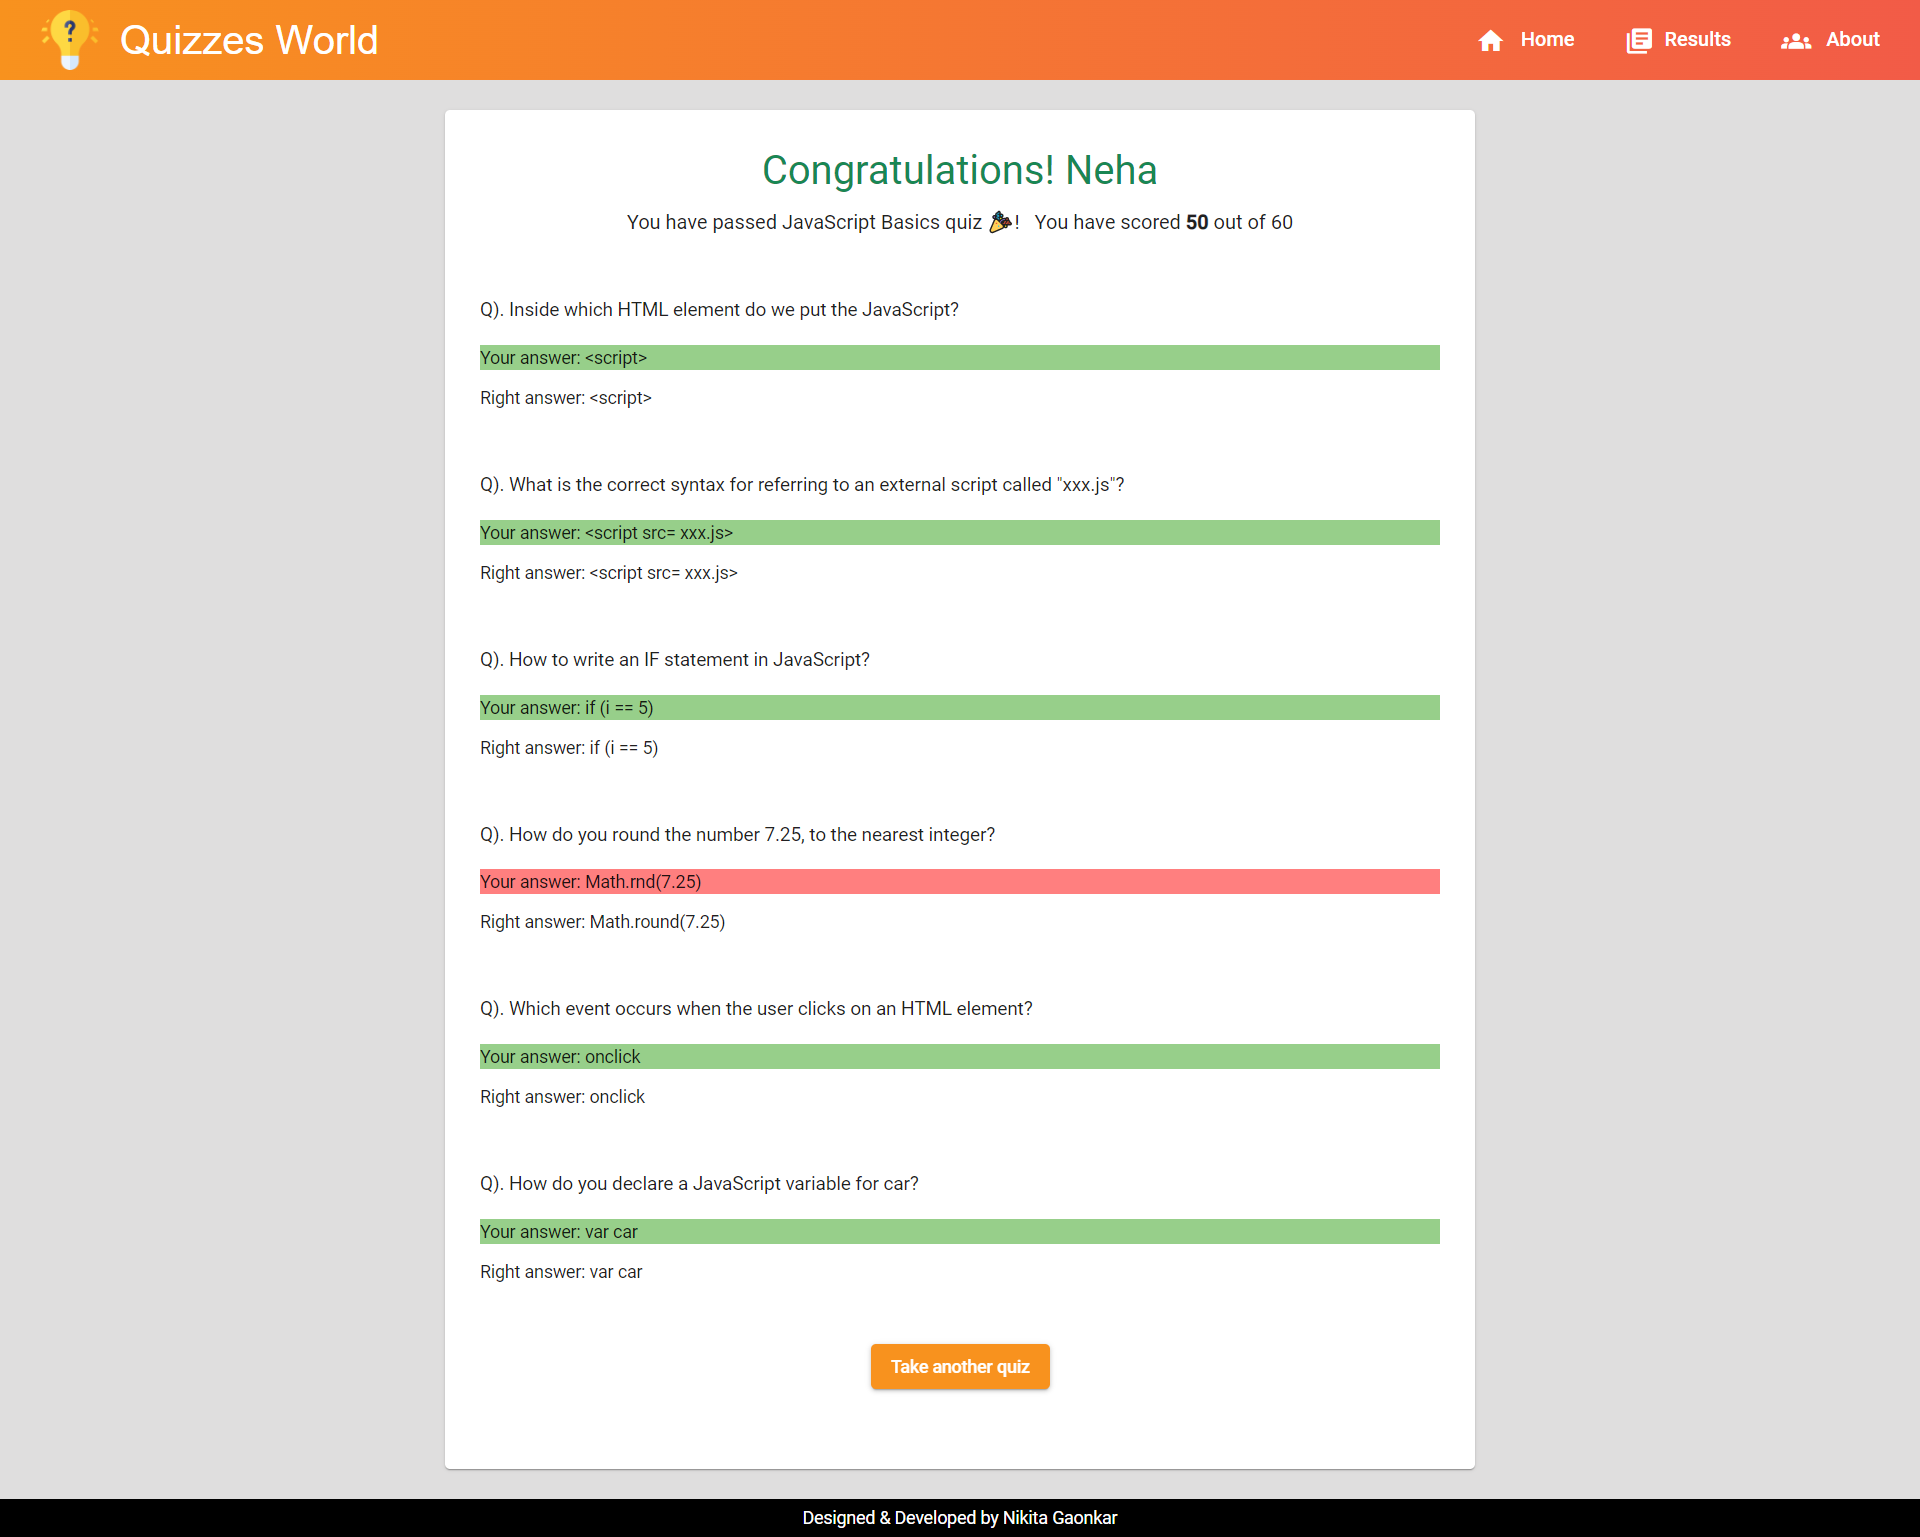 Quizzes World
Home
Results
About
Congratulations! Neha
You have passed JavaScript Basics quiz 🎉! You have scored 50 out of 60
Q). Inside which HTML element do we put the JavaScript?
Your answer: <script>
Right answer: <script>
Q). What is the correct syntax for referring to an external script called "xxx.js"?
Your answer: <script src= xxx.js>
Right answer: <script src= xxx.js>
Q). How to write an IF statement in JavaScript?
Your answer: if (i == 5)
Right answer: if (i == 5)
Q). How do you round the number 7.25, to the nearest integer?
Your answer: Math.rnd(7.25)
Right answer: Math.round(7.25)
Q). Which event occurs when the user clicks on an HTML element?
Your answer: onclick
Right answer: onclick
Q). How do you declare a JavaScript variable for car?
Your answer: var car
Right answer: var car
Take another quiz
Designed & Developed by Nikita Gaonkar